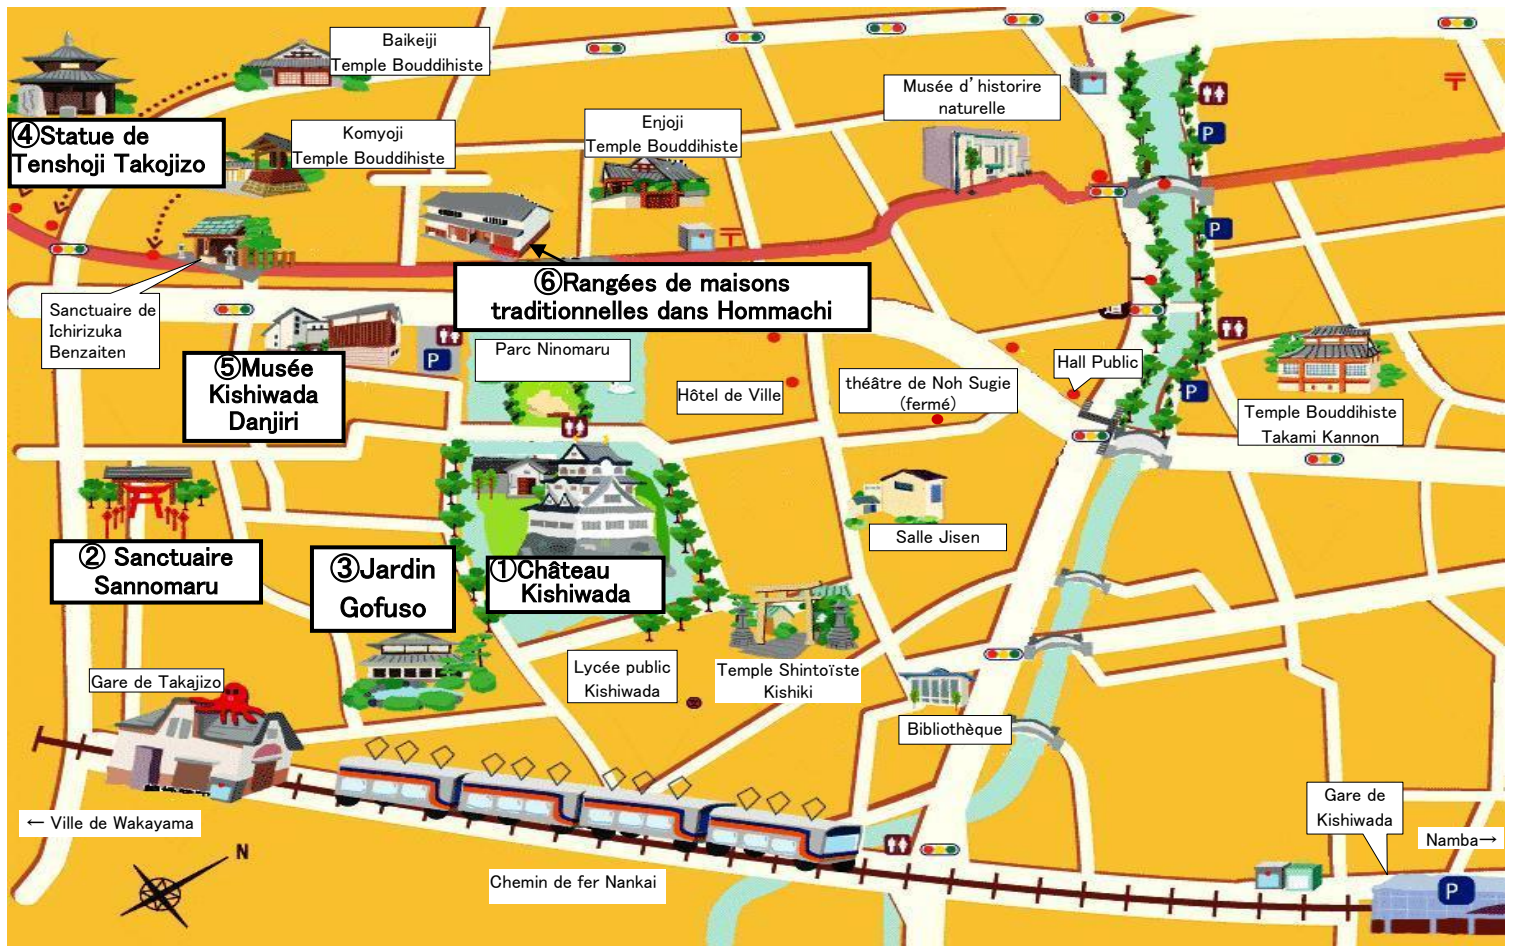 Baikeiji
Temple Bouddihiste
④Statue de
Tenshoji Takojizo
Komyoji
Temple Bouddihiste
Enjoji
Temple Bouddihiste
Musée d' historire
naturelle
〒
P
〒
P
⑥Rangées de maisons
traditionnelles dans Hommachi
Sanctuaire de
Ichirizuka
Benzaiten
⑤Musée
Kishiwada
Danjiri
P
Parc Ninomaru
Hôtel de Ville
théâtre de Noh Sugie
(fermé)
Hall Public
P
Temple Bouddihiste
Takami Kannon
② Sanctuaire
Sannomaru
③Jardin
Gofuso
①Château
Kishiwada
Salle Jisen
Gare de Takajizo
Lycée public
Kishiwada
Temple Shintoïste
Kishiki
Bibliothèque
← Ville de Wakayama
N
Chemin de fer Nankai
Gare de
Kishiwada
Namba→
P